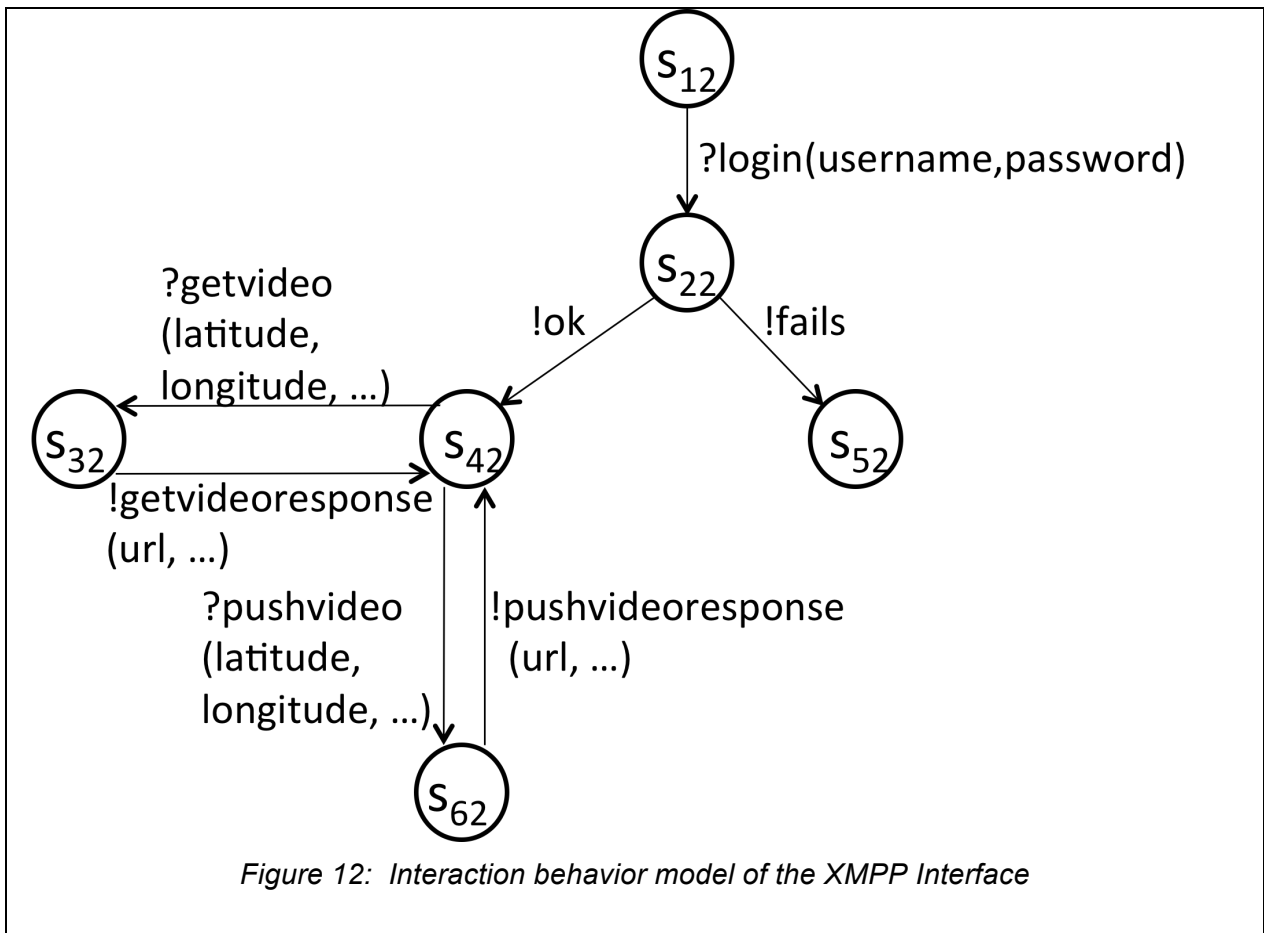 s12
?login(username,password)
s22
!ok
!fails
?getvideo
(latitude,
longitude, ...)
s32
s42
s52
!getvideoresponse
(url, ...)
?pushvideo
(latitude,
longitude, ...)
!pushvideoresponse
(url, ...)
s62
Figure 12: Interaction behavior model of the XMPP Interface